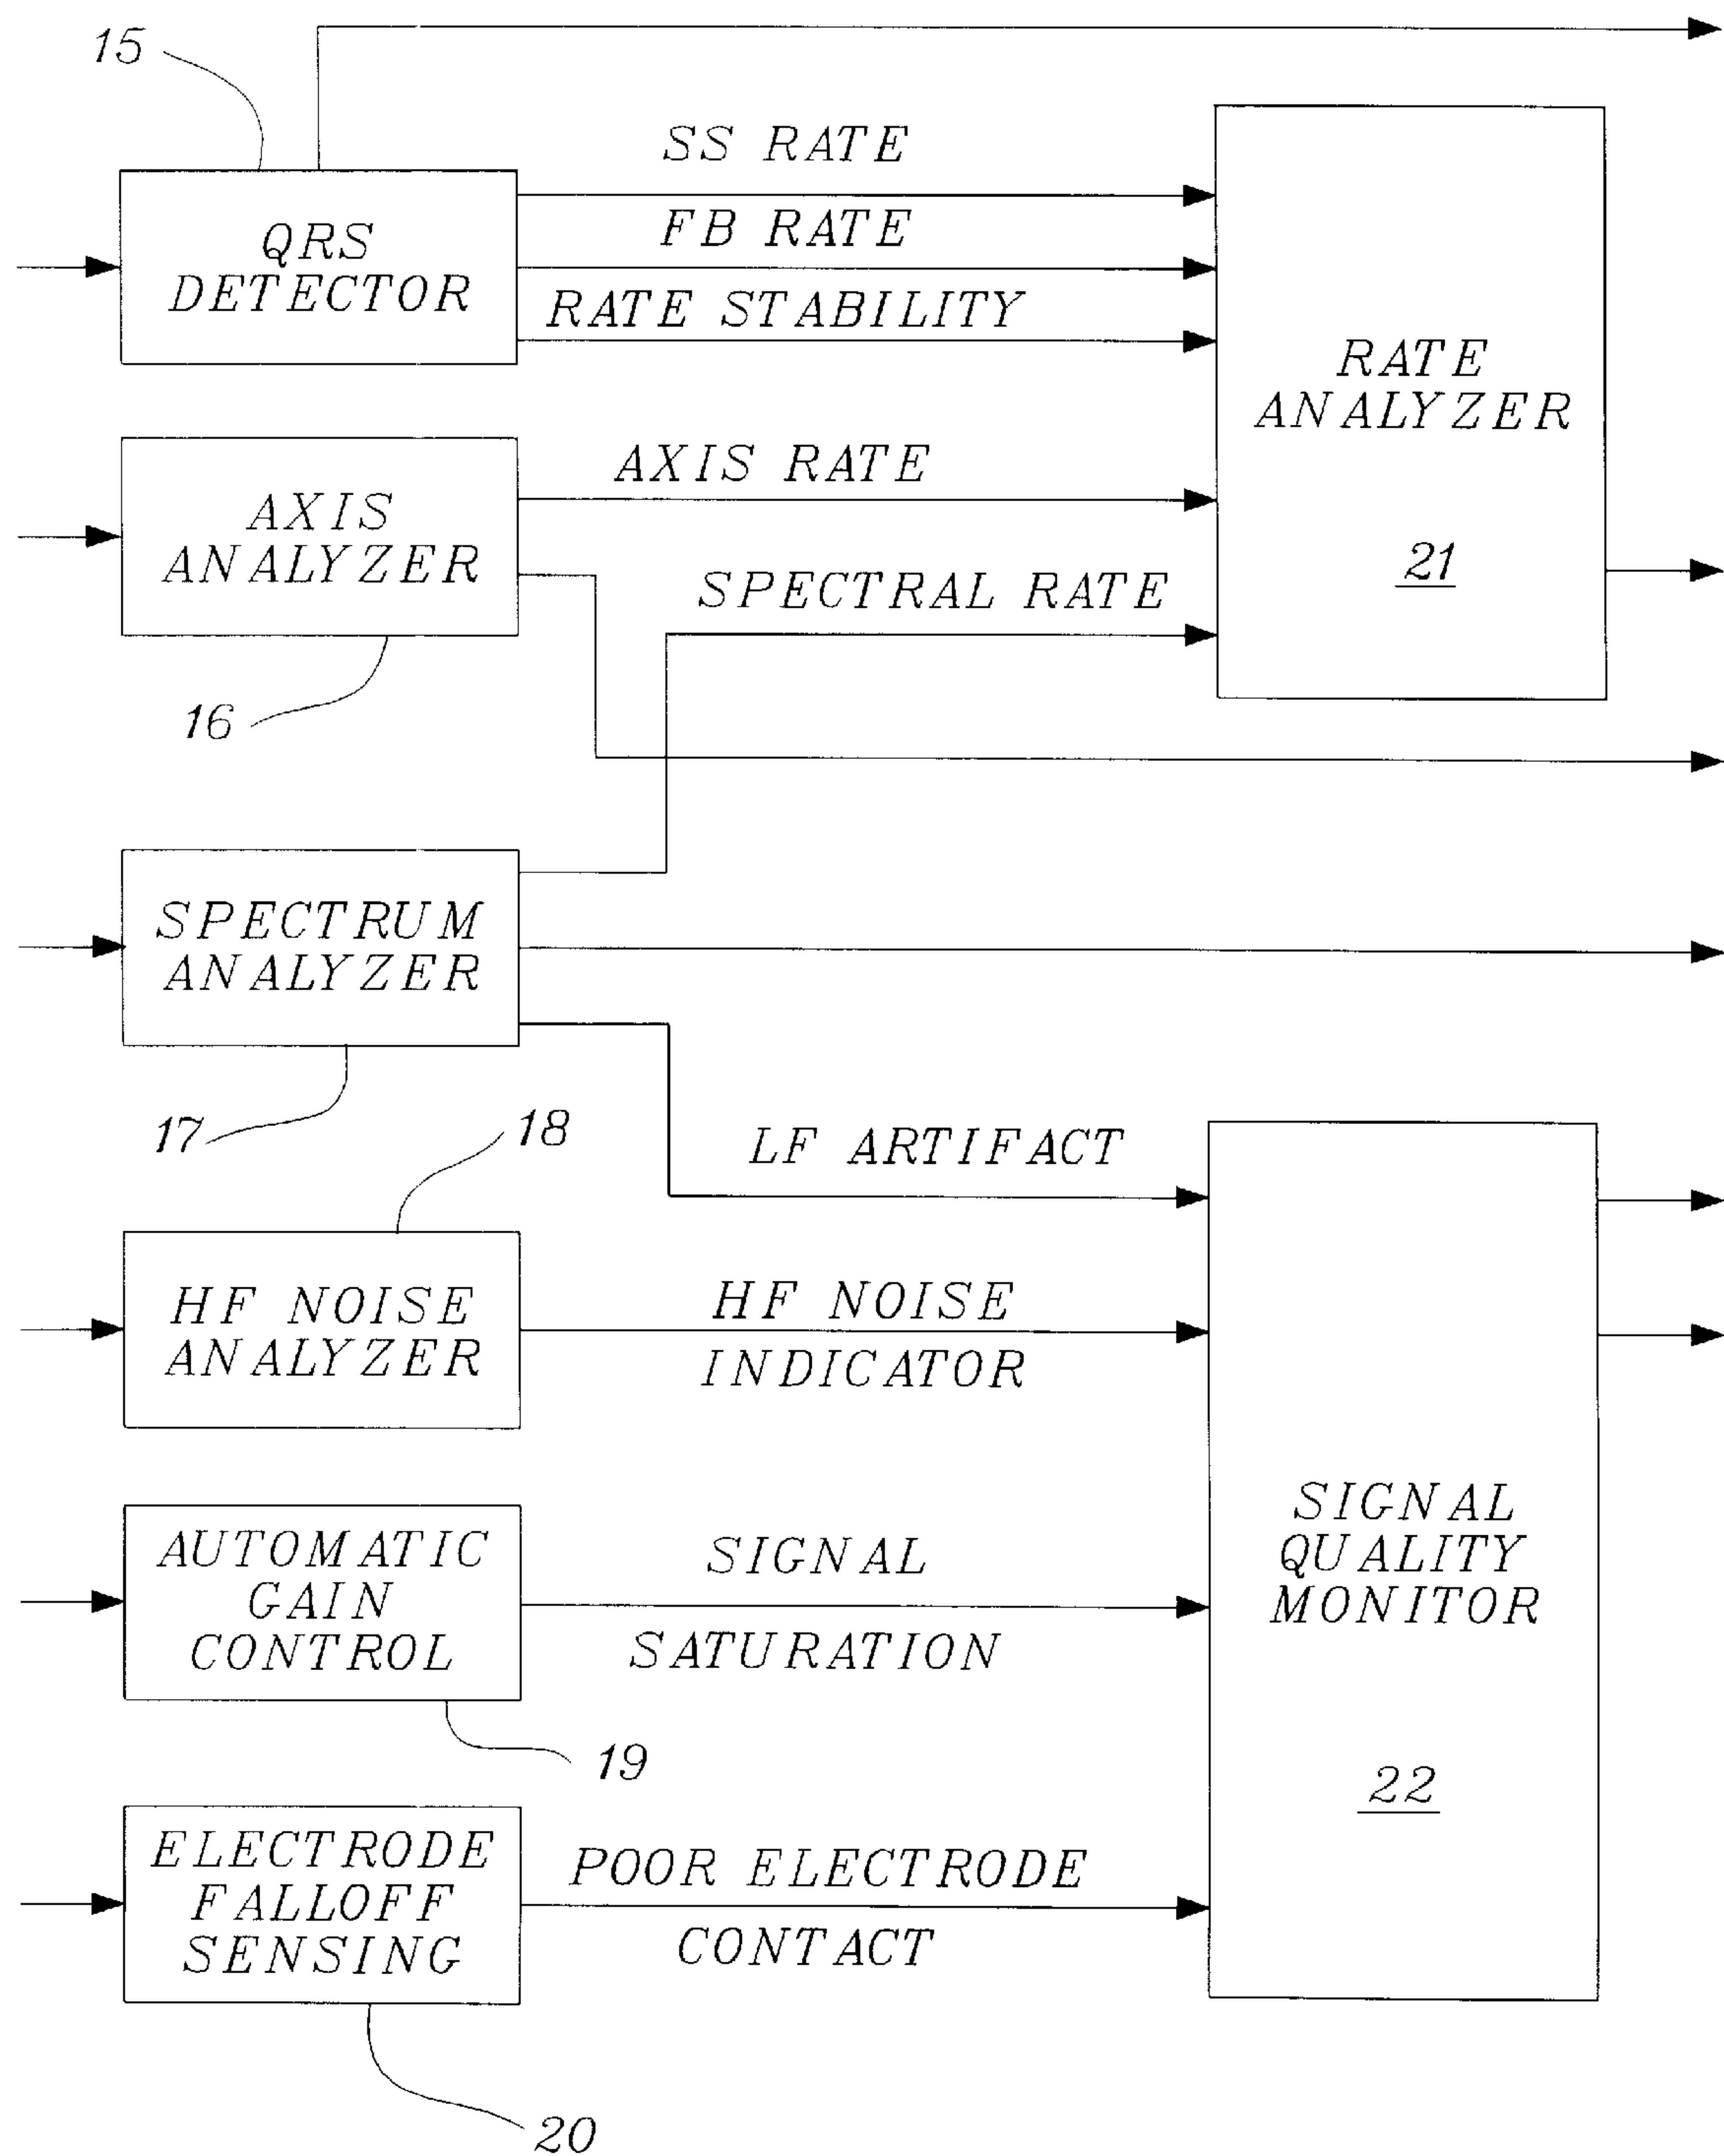 15
SS RATE
QRS
DETECTOR
FB RATE
RATE STABILITY
RATE
ANALYZER
21
AXIS
ANALYZER
AXIS RATE
16
SPECTRAL RATE
SPECTRUM
ANALYZER
17
18
LF ARTIFACT
HF NOISE
ANALYZER
HF NOISE
INDICATOR
SIGNAL
QUALITY
MONITOR
22
AUTOMATIC
GAIN
CONTROL
SIGNAL
SATURATION
19
ELECTRODE
FALLOFF
SENSING
POOR ELECTRODE
CONTACT
20